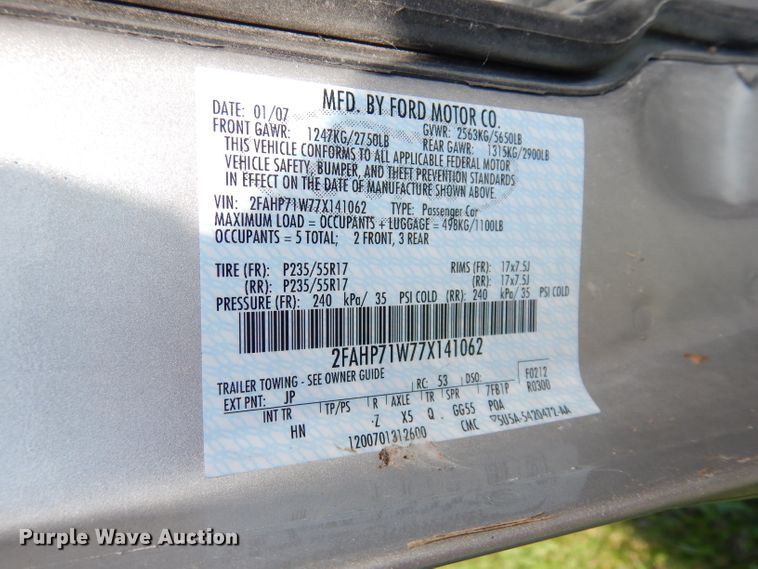 MFD. BY FORD MOTOR CO.
DATE: 01/07 GVWR: 2563KG/5650LB
FRONT GAWR: 1247KG/2750LB REAR GAWR: 1315KG/2900LB
THIS VEHICLE CONFORMS TO ALL APPLICABLE FEDERAL MOTOR
VEHICLE SAFETY, BUMPER, AND THEFT PREVENTION STANDARDS
IN EFFECT ON THE DATE OF MANUFACTURE SHOWN ABOVE.
VIN: 2FAHP71W77X141062 TYPE: Passenger Car
MAXIMUM LOAD = OCCUPANTS + LUGGAGE = 498KG/1100LB
OCCUPANTS = 5 TOTAL; 2 FRONT, 3 REAR
TIRE (FR): P235/55R17 RIMS (FR): 17x7.5J
(RR): P235/55R17 (RR): 17x7.5J
PRESSURE (FR): 240 kPa/ 35 PSI COLD (RR): 240 kPa/ 35 PSI COLD
2FAHP71W77X141062
TRAILER TOWING - SEE OWNER GUIDE F0212
EXT PNT: JP RC: 53 DSO: R0300
INT TR TP/PS R AXLE TR SPR 7FB1P
HN Z X5 Q GG55 PQA
1200701312600 CMC 5U5A-5420472-AA
Purple Wave Auction